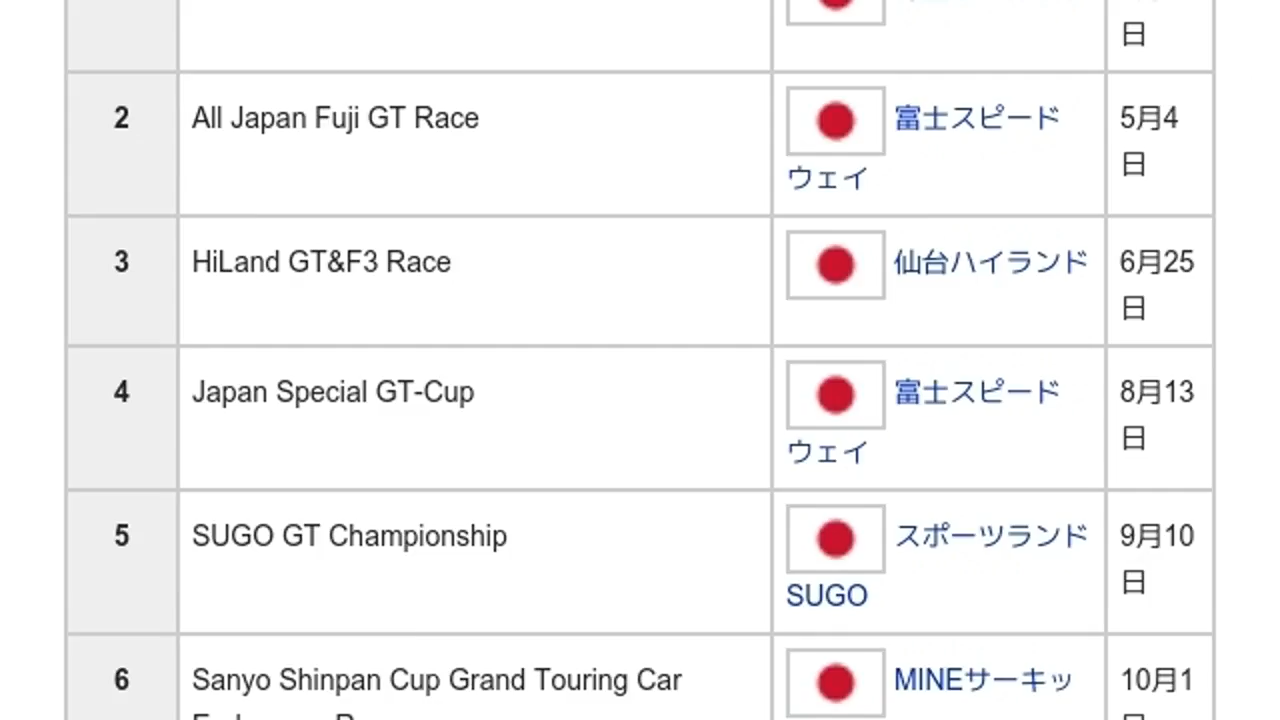 日
2 All Japan Fuji GT Race 富士スピード 5月4
ウェイ 日
3 HiLand GT&F3 Race 仙台ハイランド 6月25
日
4 Japan Special GT-Cup 富士スピード 8月13
ウェイ 日
5 SUGO GT Championship スポーツランド 9月10
SUGO 日
6 Sanyo Shinpan Cup Grand Touring Car MINEサーキッ 10月1